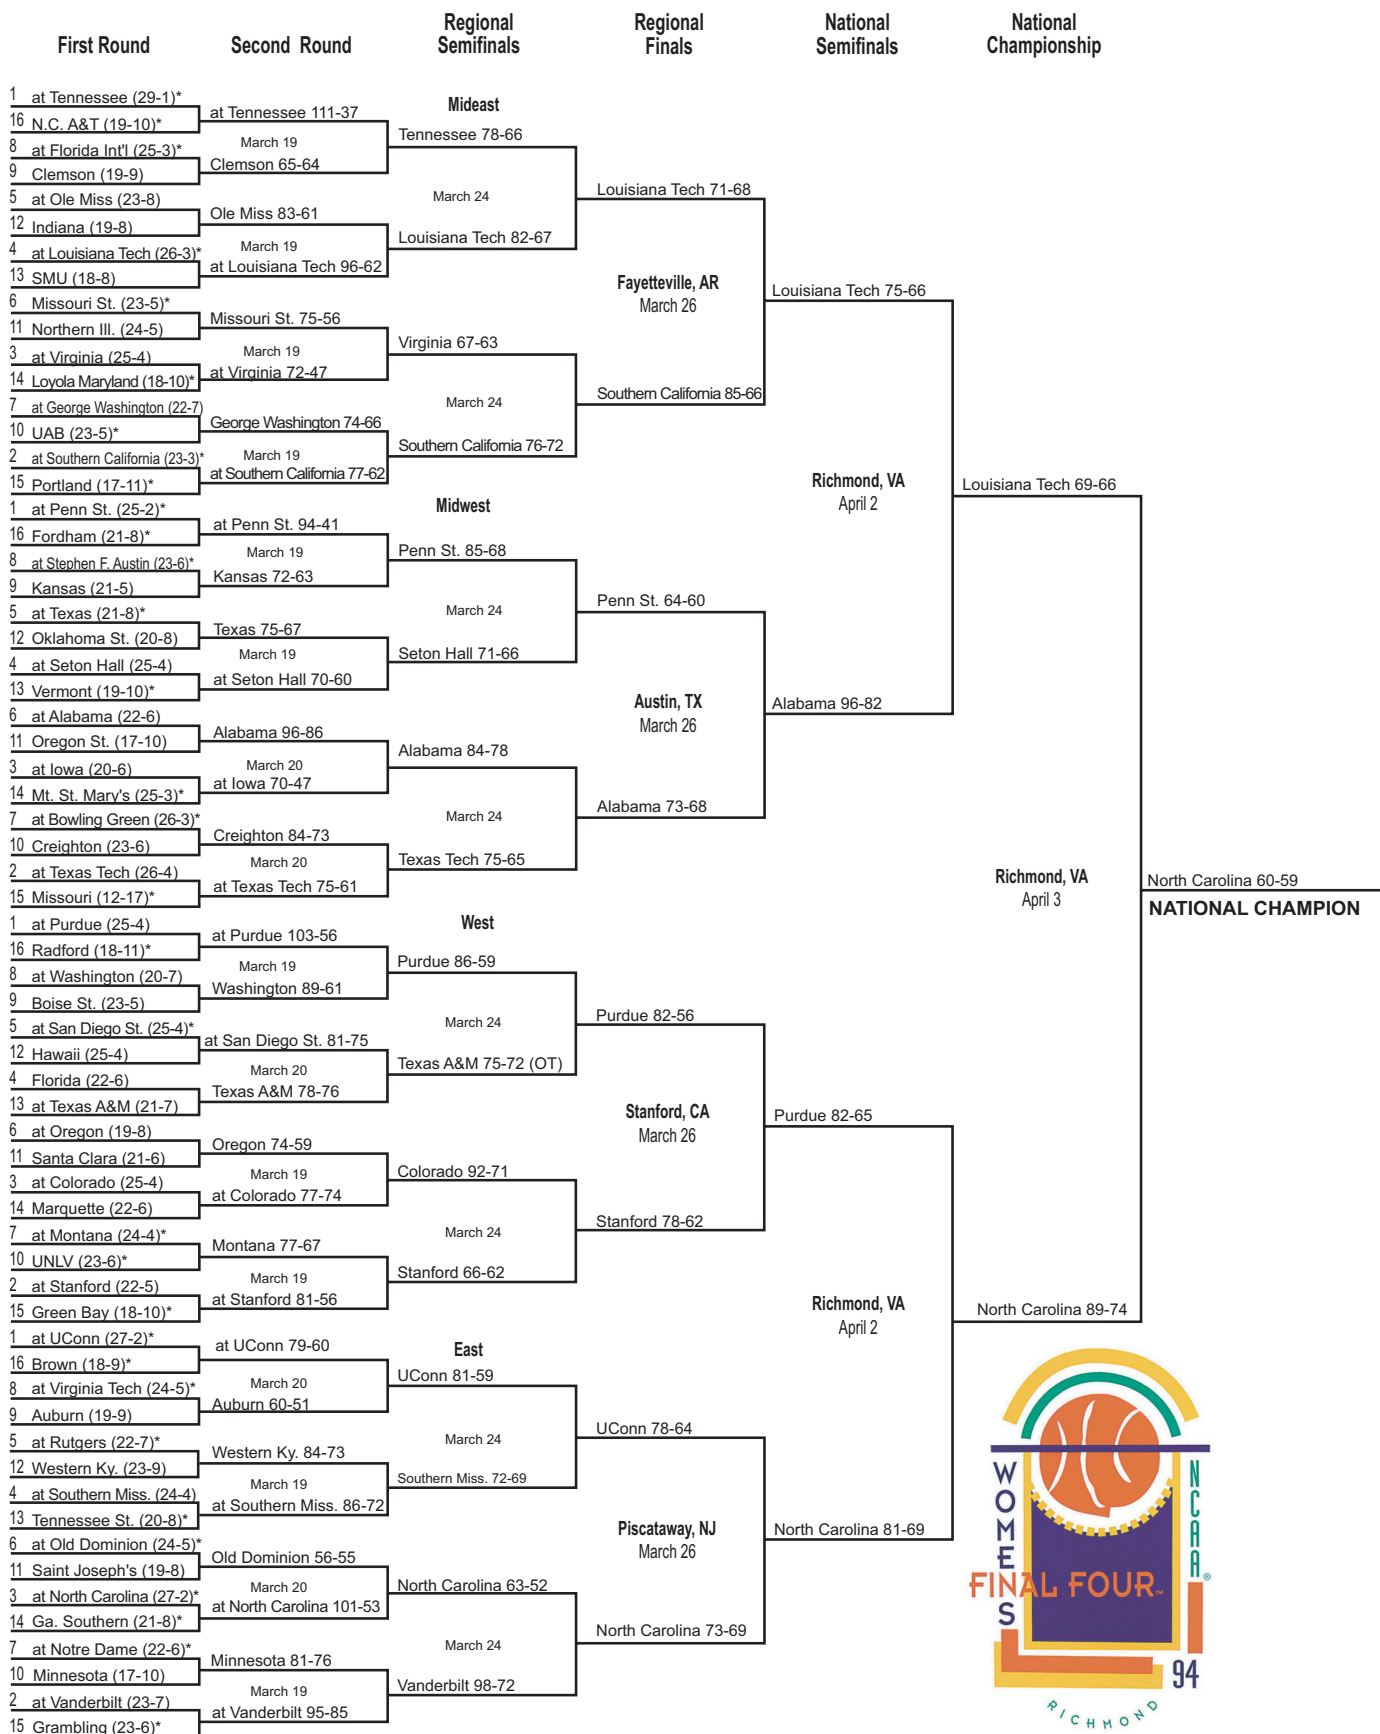 First Round
Second Round
Regional
Semifinals
Regional
Finals
National
Semifinals
National
Championship
1 at Tennessee (29-1)*
16 N.C. A&T (19-10)*
8 at Florida Int'l (25-3)*
9 Clemson (19-9)
5 at Ole Miss (23-8)
12 Indiana (19-8)
4 at Louisiana Tech (26-3)*
13 SMU (18-8)
6 Missouri St. (23-5)*
11 Northern Ill. (24-5)
3 at Virginia (25-4)
14 Loyola Maryland (18-10)*
7 at George Washington (22-7)
10 UAB (23-5)*
2 at Southern California (23-3)*
15 Portland (17-11)*
1 at Penn St. (25-2)*
16 Fordham (21-8)*
8 at Stephen F. Austin (23-6)*
9 Kansas (21-5)
5 at Texas (21-8)*
12 Oklahoma St. (20-8)
4 at Seton Hall (25-4)
13 Vermont (19-10)*
6 at Alabama (22-6)
11 Oregon St. (17-10)
3 at Iowa (20-6)
14 Mt. St. Mary's (25-3)*
7 at Bowling Green (26-3)*
10 Creighton (23-6)
2 at Texas Tech (26-4)
15 Missouri (12-17)*
1 at Purdue (25-4)
16 Radford (18-11)*
8 at Washington (20-7)
9 Boise St. (23-5)
5 at San Diego St. (25-4)*
12 Hawaii (25-4)
4 Florida (22-6)
13 at Texas A&M (21-7)
6 at Oregon (19-8)
11 Santa Clara (21-6)
3 at Colorado (25-4)
14 Marquette (22-6)
7 at Montana (24-4)*
10 UNLV (23-6)*
2 at Stanford (22-5)
15 Green Bay (18-10)*
1 at UConn (27-2)*
16 Brown (18-9)*
8 at Virginia Tech (24-5)*
9 Auburn (19-9)
5 at Rutgers (22-7)*
12 Western Ky. (23-9)
4 at Southern Miss. (24-4)
13 Tennessee St. (20-8)*
6 at Old Dominion (24-5)*
11 Saint Joseph's (19-8)
3 at North Carolina (27-2)*
14 Ga. Southern (21-8)*
7 at Notre Dame (22-6)*
10 Minnesota (17-10)
2 at Vanderbilt (23-7)
15 Grambling (23-6)*
at Tennessee 111-37
March 19
Clemson 65-64
Ole Miss 83-61
March 19
at Louisiana Tech 96-62
Missouri St. 75-56
March 19
at Virginia 72-47
George Washington 74-66
March 19
at Southern California 77-62
at Penn St. 94-41
March 19
Kansas 72-63
Texas 75-67
March 19
at Seton Hall 70-60
Alabama 96-86
March 20
at Iowa 70-47
Creighton 84-73
March 20
at Texas Tech 75-61
at Purdue 103-56
March 19
Washington 89-61
at San Diego St. 81-75
March 20
Texas A&M 78-76
Oregon 74-59
March 19
at Colorado 77-74
Montana 77-67
March 19
at Stanford 81-56
at UConn 79-60
March 20
Auburn 60-51
Western Ky. 84-73
March 19
at Southern Miss. 86-72
Old Dominion 56-55
March 20
at North Carolina 101-53
Minnesota 81-76
March 19
at Vanderbilt 95-85
Mideast
Tennessee 78-66
March 24
Louisiana Tech 82-67
Virginia 67-63
March 24
Southern California 76-72
Midwest
Penn St. 85-68
March 24
Seton Hall 71-66
Alabama 84-78
March 24
Texas Tech 75-65
West
Purdue 86-59
March 24
Texas A&M 75-72 (OT)
Colorado 92-71
March 24
Stanford 66-62
East
UConn 81-59
March 24
Southern Miss. 72-69
North Carolina 63-52
March 24
Vanderbilt 98-72
Louisiana Tech 71-68
Fayetteville, AR
March 26
Southern California 85-66
Penn St. 64-60
Austin, TX
March 26
Alabama 73-68
Purdue 82-56
Stanford, CA
March 26
Stanford 78-62
UConn 78-64
Piscataway, NJ
March 26
North Carolina 73-69
Louisiana Tech 75-66
Richmond, VA
April 2
Alabama 96-82
Purdue 82-65
Richmond, VA
April 2
North Carolina 81-69
Louisiana Tech 69-66
Richmond, VA
April 3
North Carolina 89-74
North Carolina 60-59
NATIONAL CHAMPION
WOMEN'S
NCAA®
FINAL FOUR™
94
RICHMOND